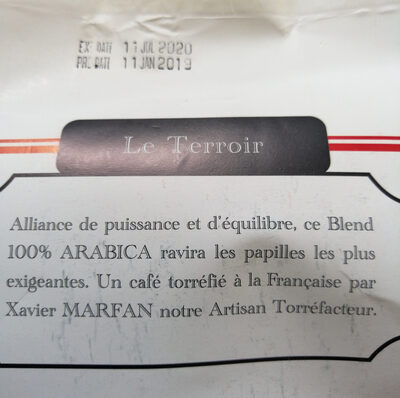 EX DATE 11 JUL 2020
PR. DATE 11 JAN 2019
Le Terroir
Alliance de puissance et d'équilibre, ce Blend
100% ARABICA ravira les papilles les plus
exigeantes. Un café torréfié à la Française par
Xavier MARFAN notre Artisan Torréfacteur.